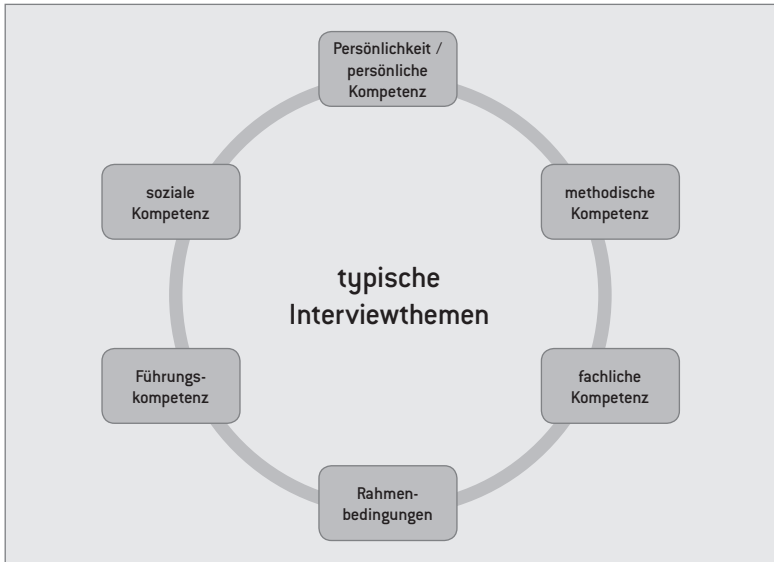 Persönlichkeit /
persönliche
Kompetenz
soziale
Kompetenz
methodische
Kompetenz
typische
Interviewthemen
Führungs-
kompetenz
fachliche
Kompetenz
Rahmen-
bedingungen